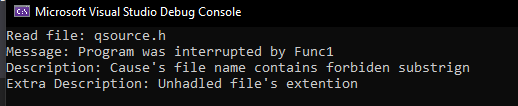 Microsoft Visual Studio Debug Console
Read file: qsource.h
Message: Program was interrupted by Func1
Description: Cause's file name contains forbiden substrign
Extra Description: Unhadled file's extention